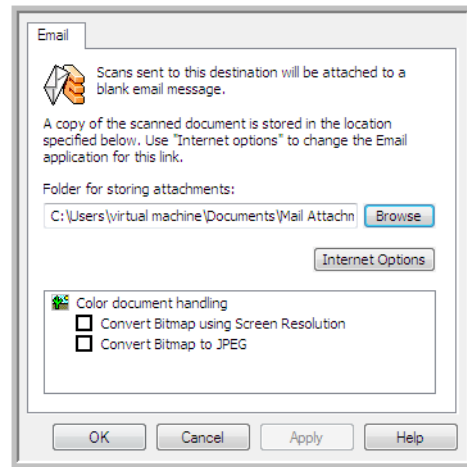 Email
Scans sent to this destination will be attached to a
blank email message.
A copy of the scanned document is stored in the location
specified below. Use "Internet options" to change the Email
application for this link.
Folder for storing attachments:
C:\Users\virtual machine\Documents\Mail Attachn
Browse
Internet Options
Color document handling
Convert Bitmap using Screen Resolution
Convert Bitmap to JPEG
OK Cancel Apply Help